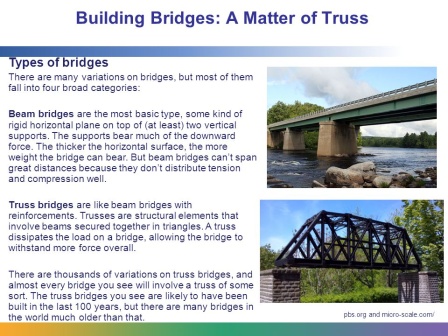 Building Bridges: A Matter of Truss
Types of bridges
There are many variations on bridges, but most of them
fall into four broad categories:
Beam bridges are the most basic type, some kind of
rigid horizontal plane on top of (at least) two vertical
supports. The supports bear much of the downward
force. The thicker the horizontal surface, the more
weight the bridge can bear. But beam bridges can't span
great distances because they don't distribute tension
and compression well.
Truss bridges are like beam bridges with
reinforcements. Trusses are structural elements that
involve beams secured together in triangles. A truss
dissipates the load on a bridge, allowing the bridge to
withstand more force overall.
There are thousands of variations on truss bridges, and
almost every bridge you see will involve a truss of some
sort. The truss bridges you see are likely to have been
built in the last 100 years, but there are many bridges in
the world much older than that.
pbs.org and micro-scale.com/